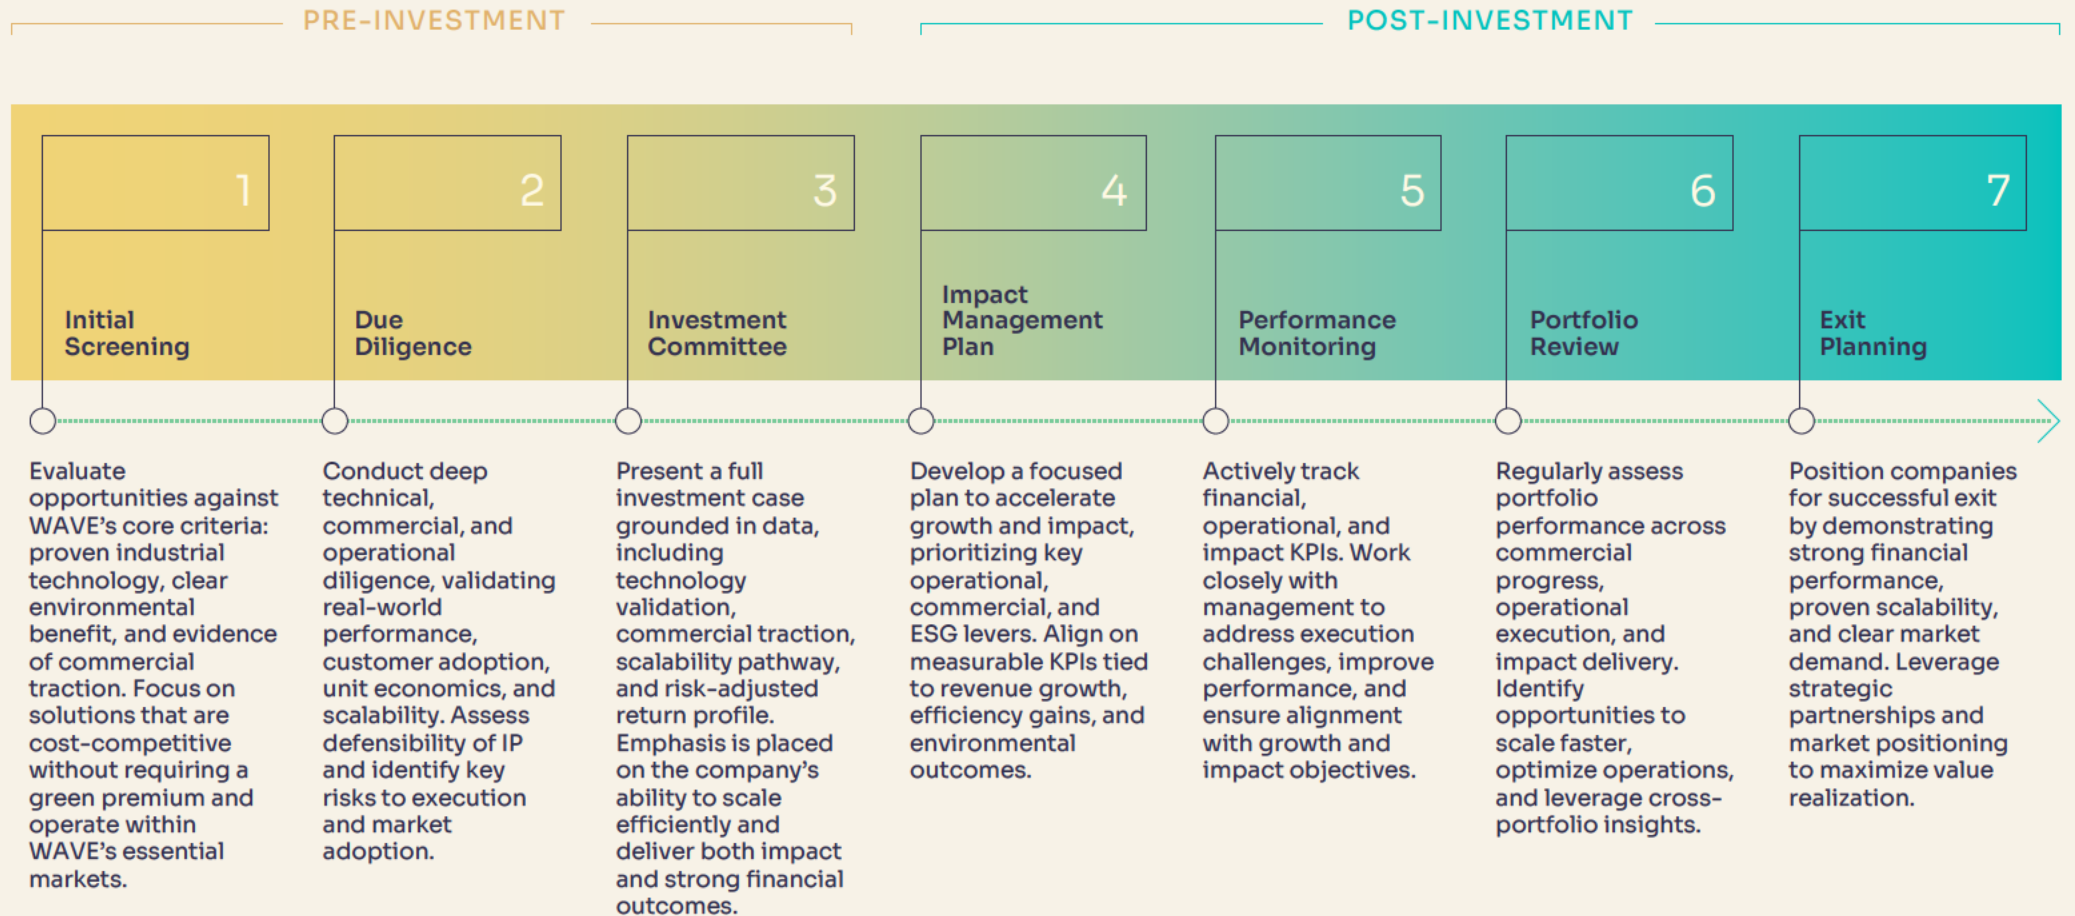 PRE-INVESTMENT
POST-INVESTMENT
1
Initial
Screening
Evaluate
opportunities against
WAVE’s core criteria:
proven industrial
technology, clear
environmental
benefit, and evidence
of commercial
traction. Focus on
solutions that are
cost-competitive
without requiring a
green premium and
operate within
WAVE’s essential
markets.
2
Due
Diligence
Conduct deep
technical,
commercial, and
operational
diligence, validating
real-world
performance,
customer adoption,
unit economics, and
scalability. Assess
defensibility of IP
and identify key
risks to execution
and market
adoption.
3
Investment
Committee
Present a full
investment case
grounded in data,
including
technology
validation,
commercial traction,
scalability pathway,
and risk-adjusted
return profile.
Emphasis is placed
on the company’s
ability to scale
efficiently and
deliver both impact
and strong financial
outcomes.
4
Impact
Management
Plan
Develop a focused
plan to accelerate
growth and impact,
prioritizing key
operational,
commercial, and
ESG levers. Align on
measurable KPIs tied
to revenue growth,
efficiency gains, and
environmental
outcomes.
5
Performance
Monitoring
Actively track
financial,
operational, and
impact KPIs. Work
closely with
management to
address execution
challenges, improve
performance, and
ensure alignment
with growth and
impact objectives.
6
Portfolio
Review
Regularly assess
portfolio
performance across
commercial
progress,
operational
execution, and
impact delivery.
Identify
opportunities to
scale faster,
optimize operations,
and leverage cross-
portfolio insights.
7
Exit
Planning
Position companies
for successful exit
by demonstrating
strong financial
performance,
proven scalability,
and clear market
demand. Leverage
strategic
partnerships and
market positioning
to maximize value
realization.